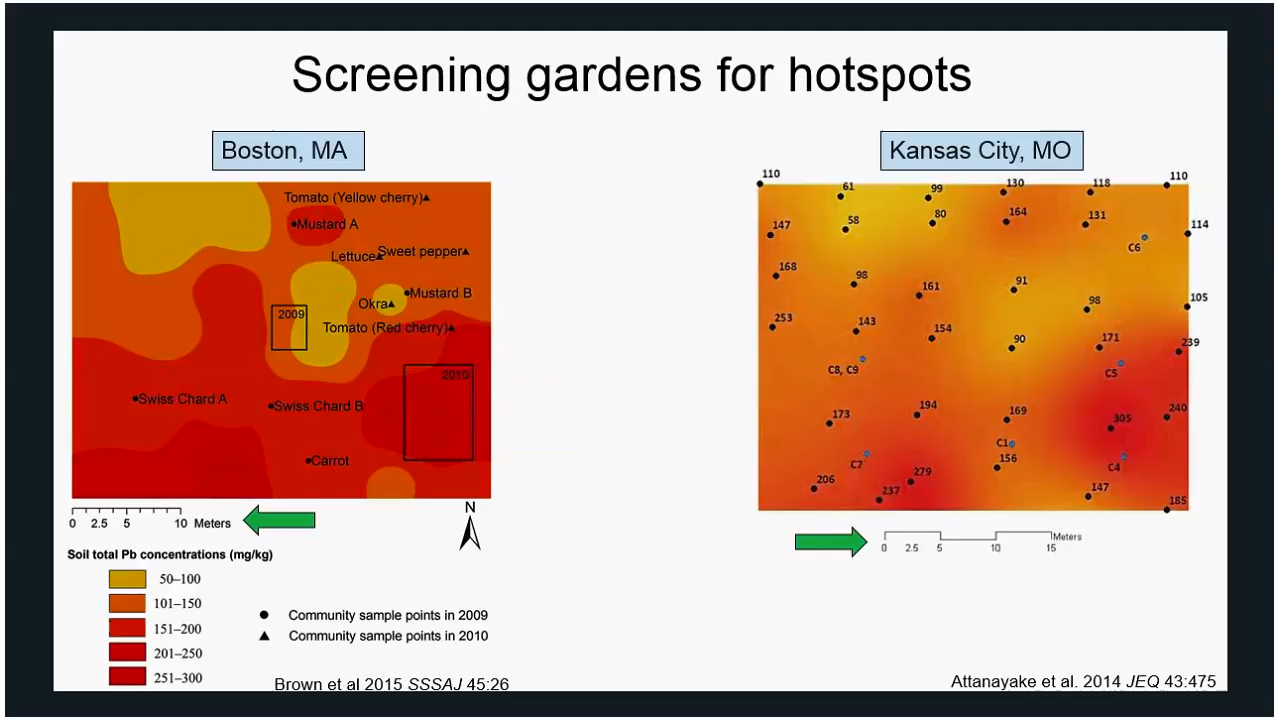 Screening gardens for hotspots
Boston, MA
Kansas City, MO
Tomato (Yellow cherry)
Mustard A
Lettuce
Sweet pepper
Mustard B
Okra
2009
Tomato (Red cherry)
2010
Swiss Chard A
Swiss Chard B
Carrot
0 2.5 5 10 Meters
N
Soil total Pb concentrations (mg/kg)
50–100
101–150
151–200
201–250
251–300
Community sample points in 2009
Community sample points in 2010
Brown et al 2015 SSSAJ 45:26
110 61 99 130 118 110
147 58 80 164 131 114
C6
168 98 161 91 98 105
253 143 154 90 171 239
C8, C9 C5
173 194 169 305 240
C1
C7 156 C4
206 237 279 147 185
0 2.5 5 10 15 Meters
Attanayake et al. 2014 JEQ 43:475